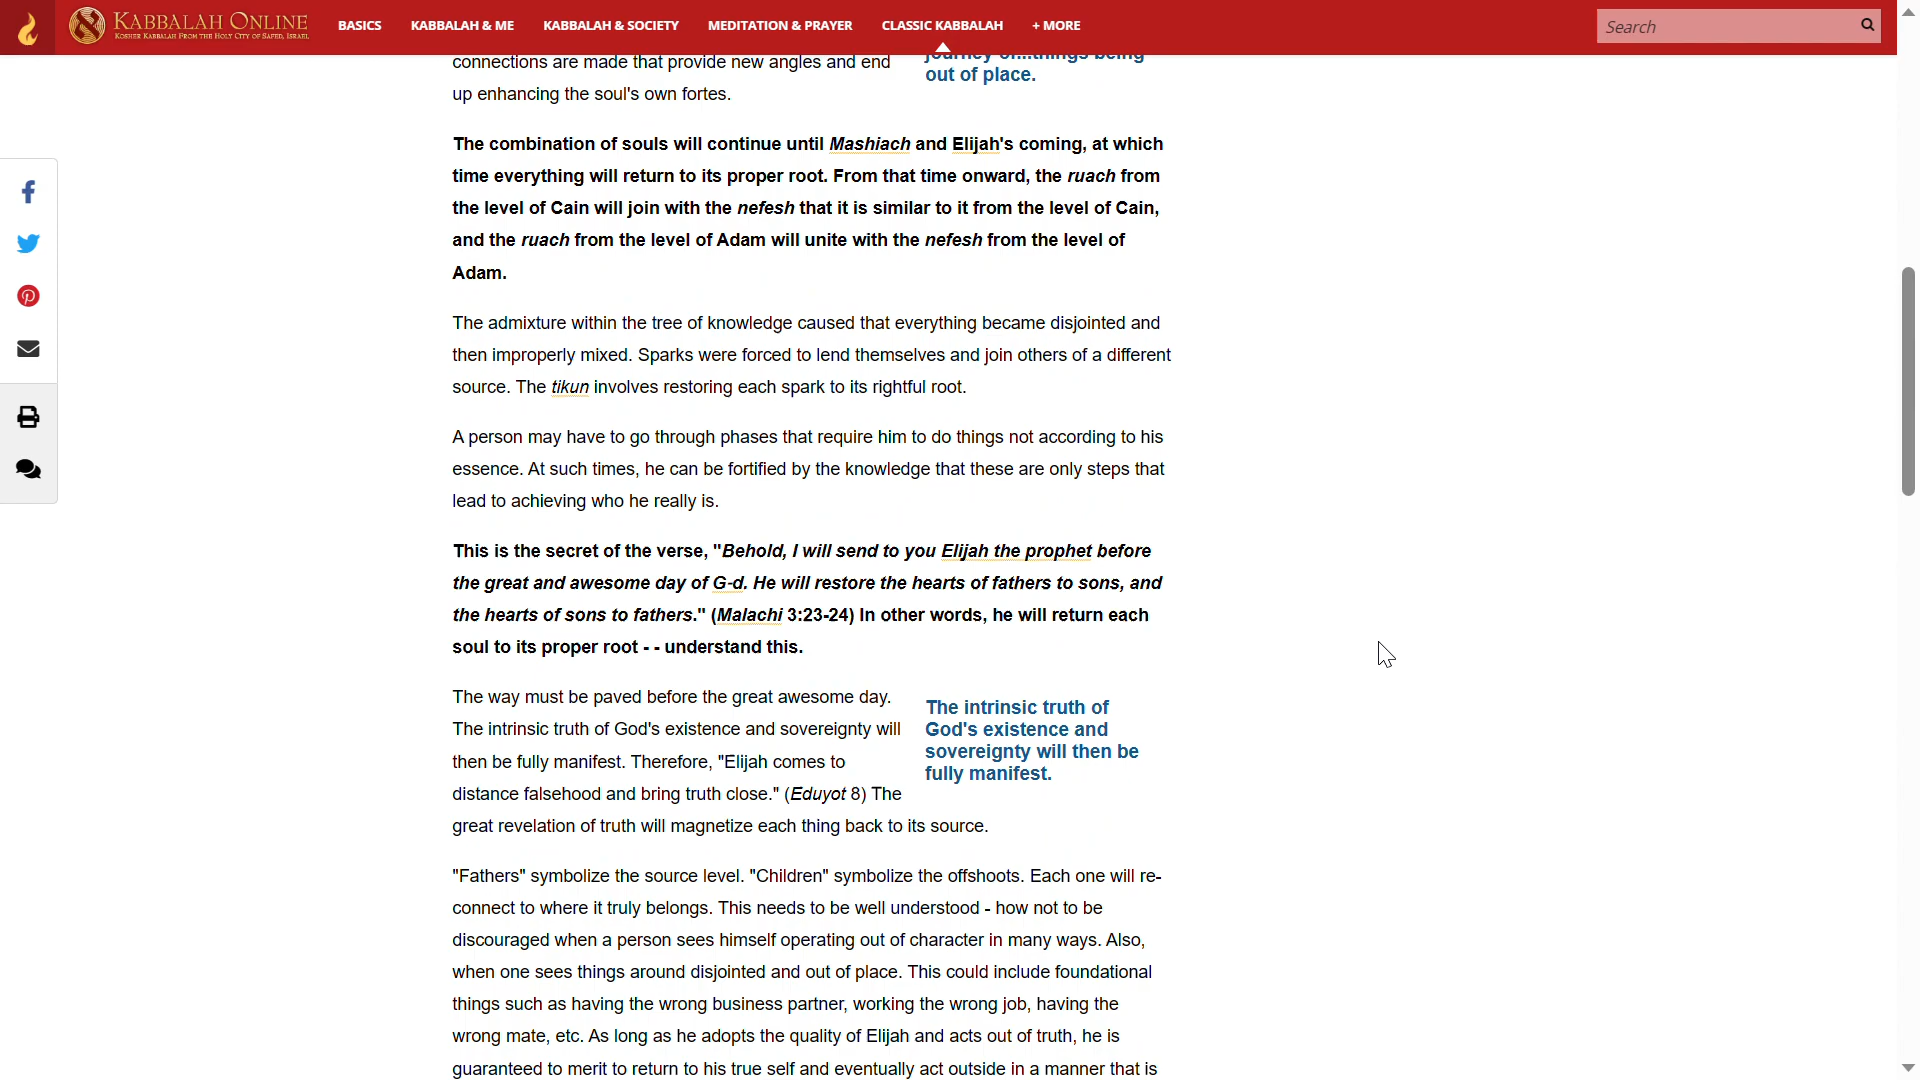 KABBALAH ONLINE
KOSHER KABBALAH FROM THE HOLY CITY OF SAFED, ISRAEL
BASICS
KABBALAH & ME
KABBALAH & SOCIETY
MEDITATION & PRAYER
CLASSIC KABBALAH
+ MORE
Search
connections are made that provide new angles and end
up enhancing the soul's own fortes.
journey of...things being
out of place.
The combination of souls will continue until Mashiach and Elijah's coming, at which
time everything will return to its proper root. From that time onward, the ruach from
the level of Cain will join with the nefesh that it is similar to it from the level of Cain,
and the ruach from the level of Adam will unite with the nefesh from the level of
Adam.
The admixture within the tree of knowledge caused that everything became disjointed and
then improperly mixed. Sparks were forced to lend themselves and join others of a different
source. The tikun involves restoring each spark to its rightful root.
A person may have to go through phases that require him to do things not according to his
essence. At such times, he can be fortified by the knowledge that these are only steps that
lead to achieving who he really is.
This is the secret of the verse, "Behold, I will send to you Elijah the prophet before
the great and awesome day of G-d. He will restore the hearts of fathers to sons, and
the hearts of sons to fathers." (Malachi 3:23-24) In other words, he will return each
soul to its proper root - - understand this.
The way must be paved before the great awesome day.
The intrinsic truth of God's existence and sovereignty will
then be fully manifest. Therefore, "Elijah comes to
distance falsehood and bring truth close." (Eduyot 8) The
great revelation of truth will magnetize each thing back to its source.
The intrinsic truth of
God's existence and
sovereignty will then be
fully manifest.
"Fathers" symbolize the source level. "Children" symbolize the offshoots. Each one will re-
connect to where it truly belongs. This needs to be well understood - how not to be
discouraged when a person sees himself operating out of character in many ways. Also,
when one sees things around disjointed and out of place. This could include foundational
things such as having the wrong business partner, working the wrong job, having the
wrong mate, etc. As long as he adopts the quality of Elijah and acts out of truth, he is
guaranteed to merit to return to his true self and eventually act outside in a manner that is